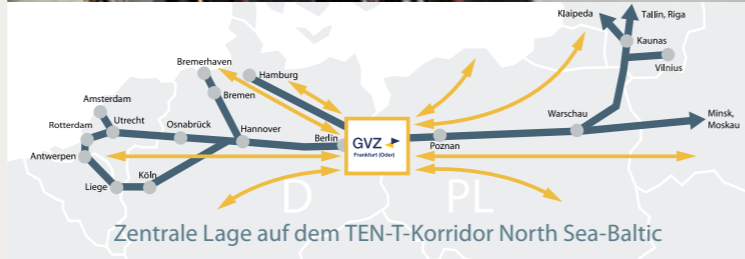 Klaipeda
Tallin, Riga
Kaunas
Vilnius
Bremerhaven
Hamburg
Bremen
Amsterdam
Utrecht
Rotterdam
Osnabrück
Hannover
Berlin
GVZ
Frankfurt (Oder)
Poznan
Warschau
Minsk,
Moskau
Antwerpen
Liege
Köln
D
PL
Zentrale Lage auf dem TEN-T-Korridor North Sea-Baltic